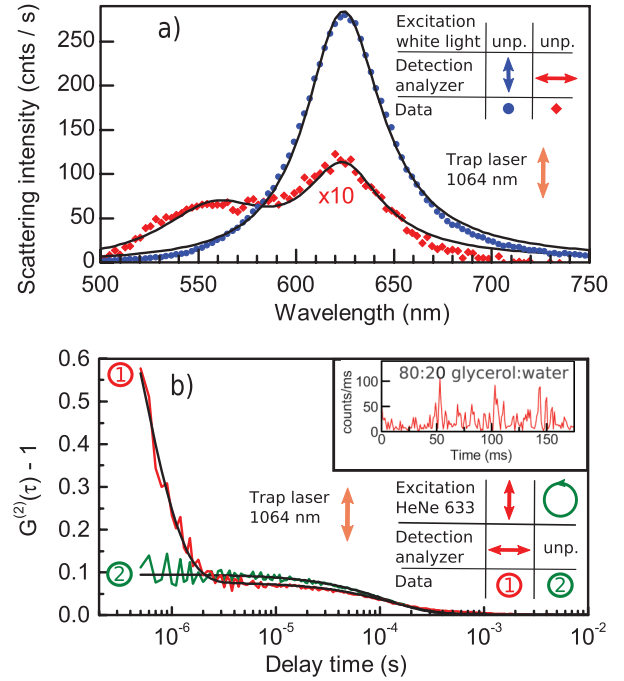 a)
Scattering intensity (cnts / s)
250
200
150
100
50
0
Excitation
white light
unp.
unp.
Detection
analyzer
Data
Trap laser
1064 nm
x10
500
550
600
650
700
750
Wavelength (nm)
b)
G(2)(τ) - 1
0.6
0.5
0.4
0.3
0.2
0.1
0.0
1
2
80:20 glycerol:water
counts/ms
100
50
0
0
50
100
150
Time (ms)
Trap laser
1064 nm
Excitation
HeNe 633
Detection
analyzer
unp.
Data
1
2
10-6
10-5
10-4
10-3
10-2
Delay time (s)